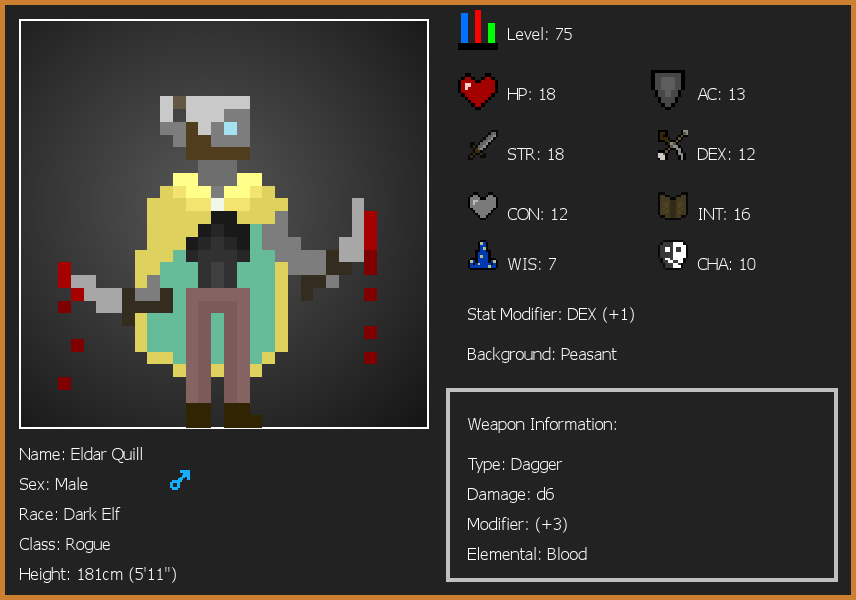 Level: 75
HP: 18
AC: 13
STR: 18
DEX: 12
CON: 12
INT: 16
WIS: 7
CHA: 10
Stat Modifier: DEX (+1)
Background: Peasant
Weapon Information:
Type: Dagger
Damage: d6
Modifier: (+3)
Elemental: Blood
Name: Eldar Quill
Sex: Male
Race: Dark Elf
Class: Rogue
Height: 181cm (5'11")